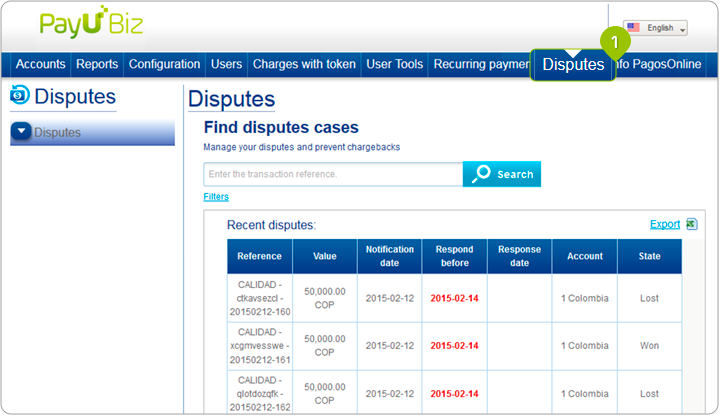 PayU Biz
English
1
Accounts Reports Configuration Users Charges with token User Tools Recurring paymen Disputes fo PagosOnline
Disputes
Disputes
Disputes
Find disputes cases
Manage your disputes and prevent chargebacks
Enter the transaction reference.
Search
Filters
Recent disputes:
Export
Reference Value Notification date Respond before Response date Account State
CALIDAD - ctkavsezcl - 20150212-160 50,000.00 COP 2015-02-12 2015-02-14 1 Colombia Lost
CALIDAD - xcgmvesswe - 20150212-161 50,000.00 COP 2015-02-12 2015-02-14 1 Colombia Won
CALIDAD - qlotdozqfk - 20150212-162 50,000.00 COP 2015-02-12 2015-02-14 1 Colombia Lost